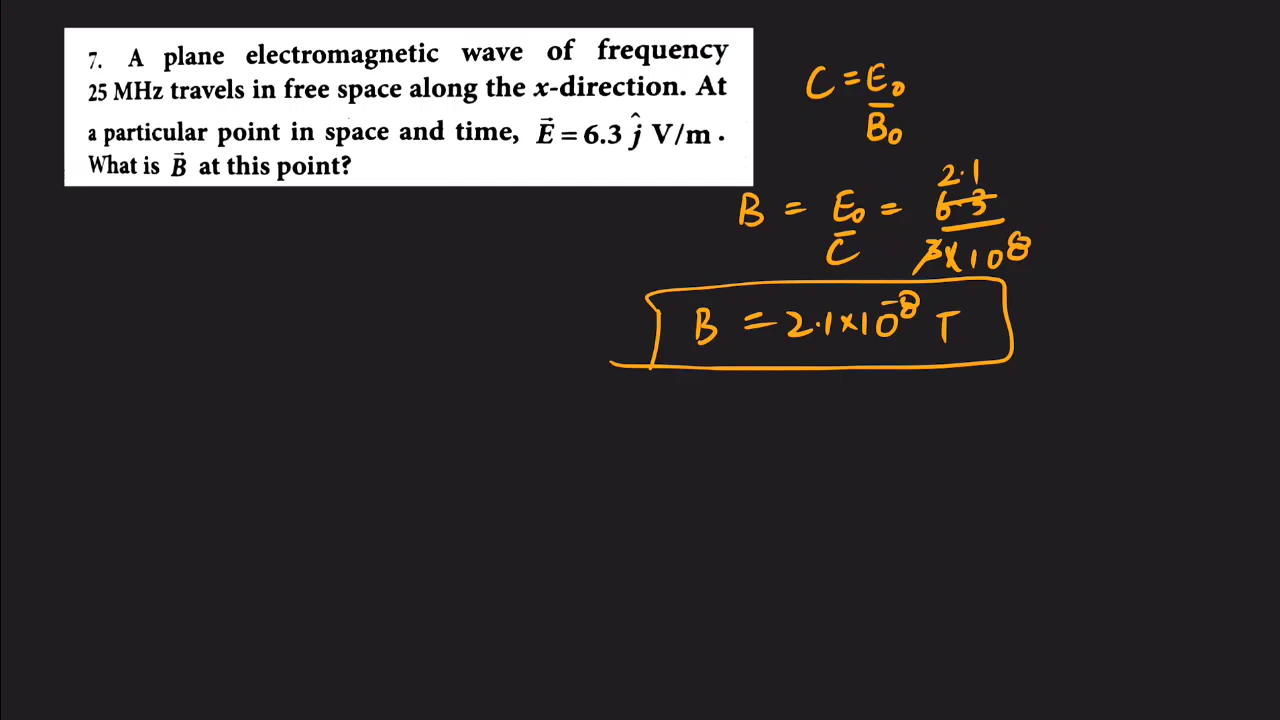 7. A plane electromagnetic wave of frequency
25 MHz travels in free space along the x-direction. At
a particular point in space and time, E⃗ = 6.3 ĵ V/m .
What is B⃗ at this point?
C = E₀
B₀
B = E₀ = 6.3
C
2.1
3×10⁸
B = 2.1×10⁻⁸ T